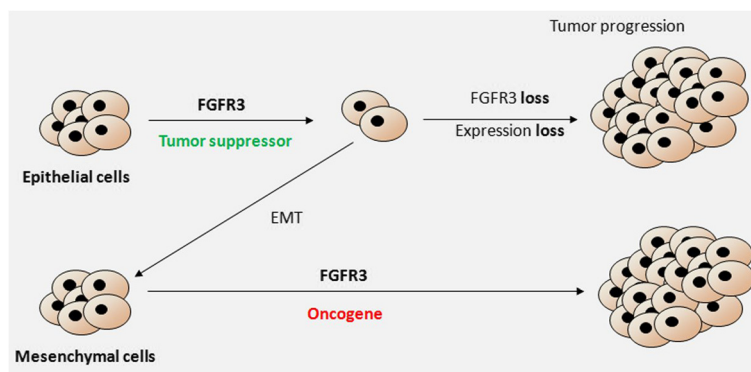 Tumor progression
FGFR3
Tumor suppressor
FGFR3 loss
Expression loss
Epithelial cells
EMT
FGFR3
Oncogene
Mesenchymal cells